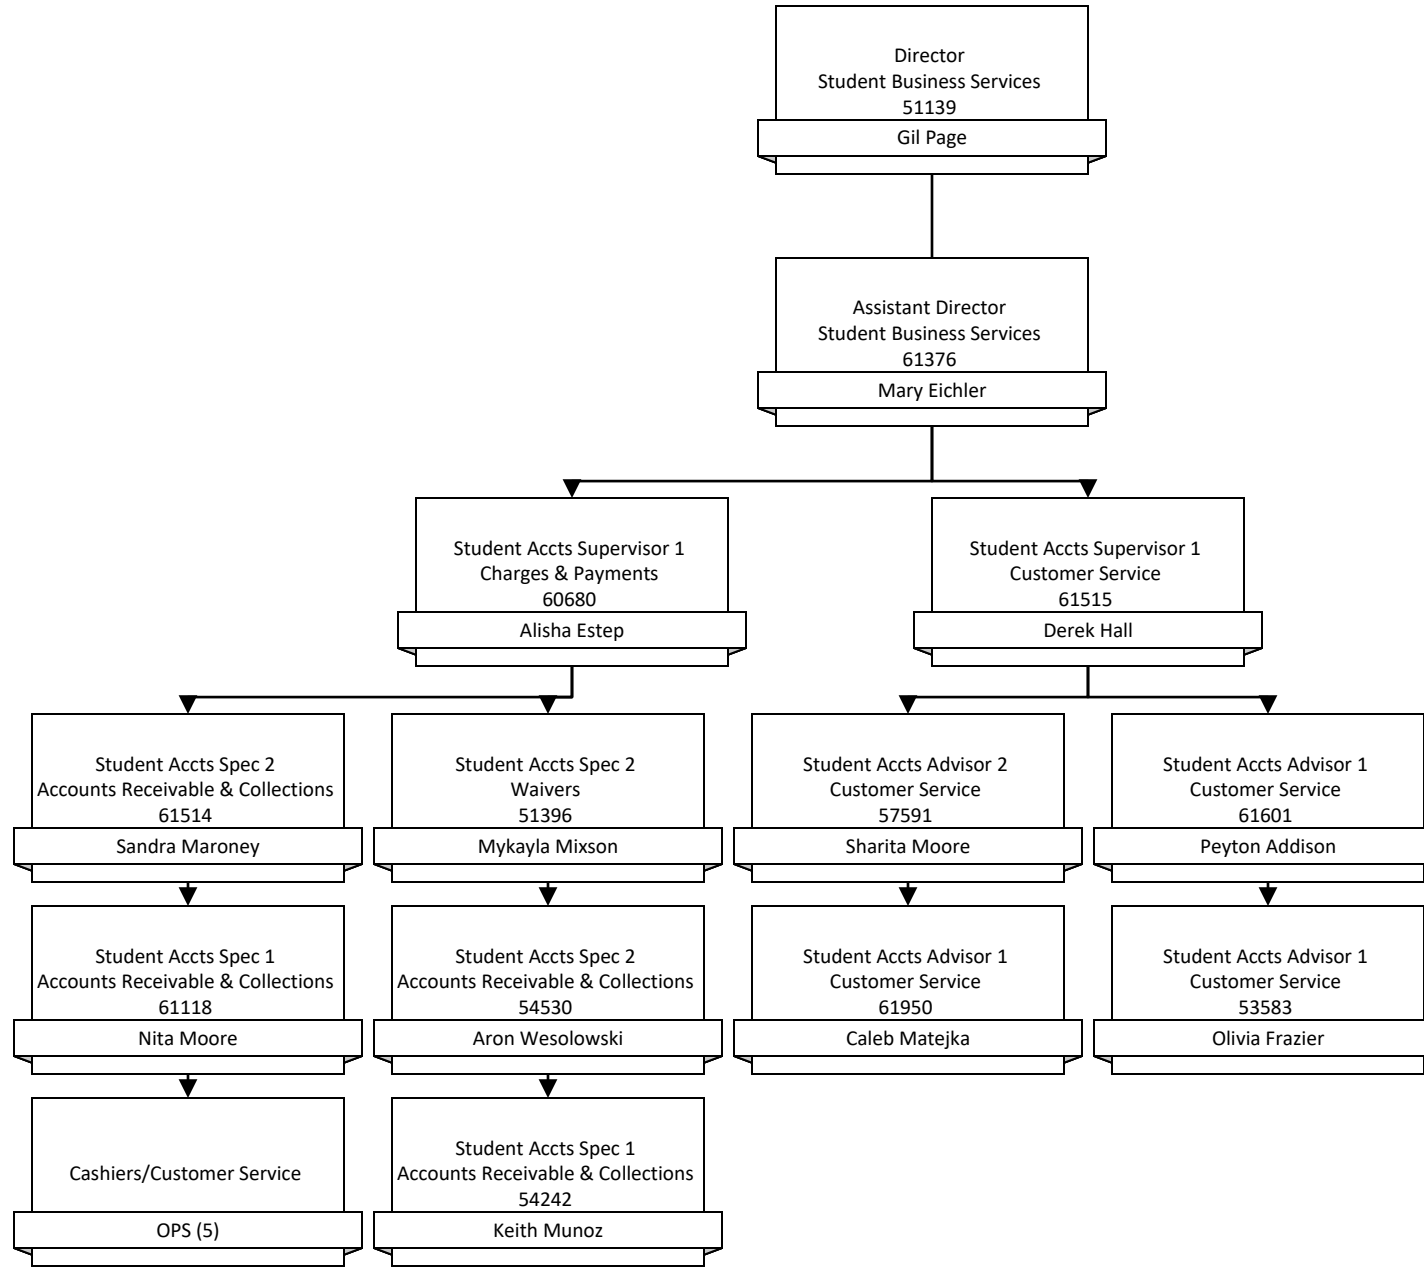 Director
Student Business Services
51139
Gil Page
Assistant Director
Student Business Services
61376
Mary Eichler
Student Accts Supervisor 1
Charges & Payments
60680
Alisha Estep
Student Accts Supervisor 1
Customer Service
61515
Derek Hall
Student Accts Spec 2
Accounts Receivable & Collections
61514
Sandra Maroney
Student Accts Spec 2
Waivers
51396
Mykayla Mixson
Student Accts Advisor 2
Customer Service
57591
Sharita Moore
Student Accts Advisor 1
Customer Service
61601
Peyton Addison
Student Accts Spec 1
Accounts Receivable & Collections
61118
Nita Moore
Student Accts Spec 2
Accounts Receivable & Collections
54530
Aron Wesolowski
Student Accts Advisor 1
Customer Service
61950
Caleb Matejka
Student Accts Advisor 1
Customer Service
53583
Olivia Frazier
Cashiers/Customer Service
OPS (5)
Student Accts Spec 1
Accounts Receivable & Collections
54242
Keith Munoz